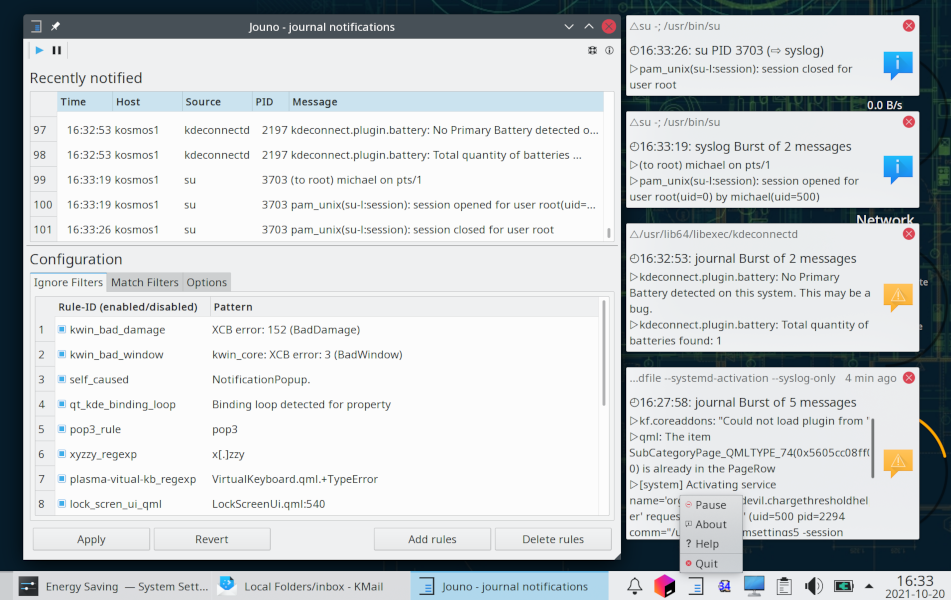 Jouno - journal notifications
Recently notified
Time Host Source PID Message
97 16:32:53 kosmos1 kdeconnectd 2197 kdeconnect.plugin.battery: No Primary Battery detected o...
98 16:32:53 kosmos1 kdeconnectd 2197 kdeconnect.plugin.battery: Total quantity of batteries ...
99 16:33:19 kosmos1 su 3703 (to root) michael on pts/1
100 16:33:19 kosmos1 su 3703 pam_unix(su-l:session): session opened for user root(uid=...
101 16:33:26 kosmos1 su 3703 pam_unix(su-l:session): session closed for user root
Configuration
Ignore Filters Match Filters Options
Rule-ID (enabled/disabled) Pattern
1 kwin_bad_damage XCB error: 152 (BadDamage)
2 kwin_bad_window kwin_core: XCB error: 3 (BadWindow)
3 self_caused NotificationPopup.
4 qt_kde_binding_loop Binding loop detected for property
5 pop3_rule pop3
6 xyzzy_regexp x[.]zzy
7 plasma-vitual-kb_regexp VirtualKeyboard.qml.+TypeError
8 lock_scren_ui_qml LockScreenUi.qml:540
Apply Revert Add rules Delete rules
△su -; /usr/bin/su
◴16:33:26: su PID 3703 (⇨ syslog)
▷pam_unix(su-l:session): session closed for
user root
0.0 B/s
△su -; /usr/bin/su
◴16:33:19: syslog Burst of 2 messages
▷(to root) michael on pts/1
▷pam_unix(su-l:session): session opened for
user root(uid=0) by michael(uid=500)
Network
△/usr/lib64/libexec/kdeconnectd
◴16:32:53: journal Burst of 2 messages
▷kdeconnect.plugin.battery: No Primary
Battery detected on this system. This may be a
bug.
▷kdeconnect.plugin.battery: Total quantity of
batteries found: 1
...dfile --systemd-activation --syslog-only 4 min ago
◴16:27:58: journal Burst of 5 messages
▷kf.coreaddons: "Could not load plugin from '
▷qml: The item
SubCategoryPage_QMLTYPE_74(0x5605cc08ff
0) is already in the PageRow
▷[system] Activating service
name='or devil.chargethresholdhel
er' reques ' (uid=500 pid=2294
comm="/u msettings5 -session
Pause
About
? Help
Quit
Energy Saving — System Sett...
Local Folders/inbox - KMail
Jouno - journal notifications
16:33
2021-10-20